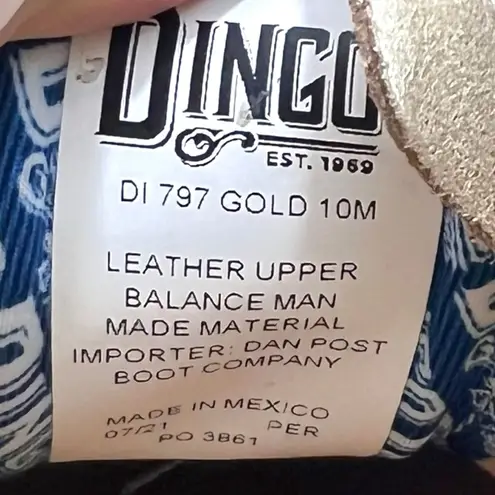 DINGO
EST. 1969
DI 797 GOLD 10M
LEATHER UPPER
BALANCE MAN
MADE MATERIAL
IMPORTER: DAN POST
BOOT COMPANY
MADE IN MEXICO
07/21 PER
PO 3861